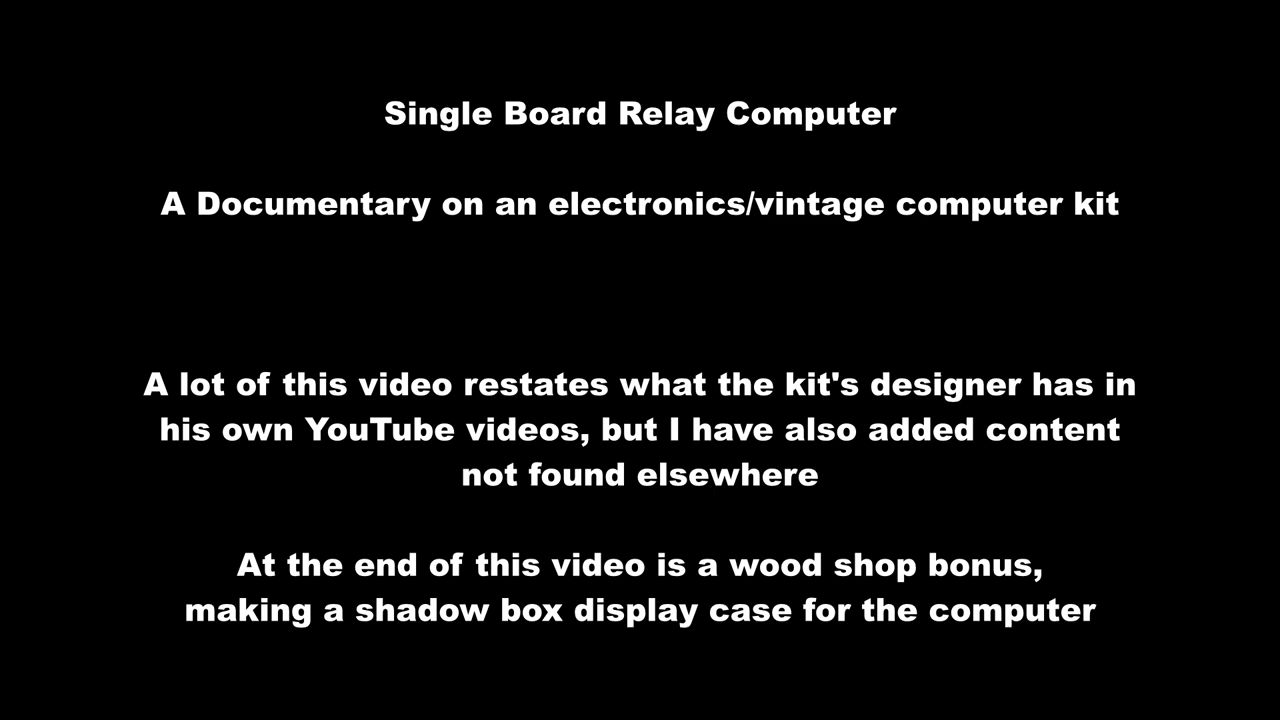 Single Board Relay Computer
A Documentary on an electronics/vintage computer kit
A lot of this video restates what the kit's designer has in
his own YouTube videos, but I have also added content
not found elsewhere
At the end of this video is a wood shop bonus,
making a shadow box display case for the computer